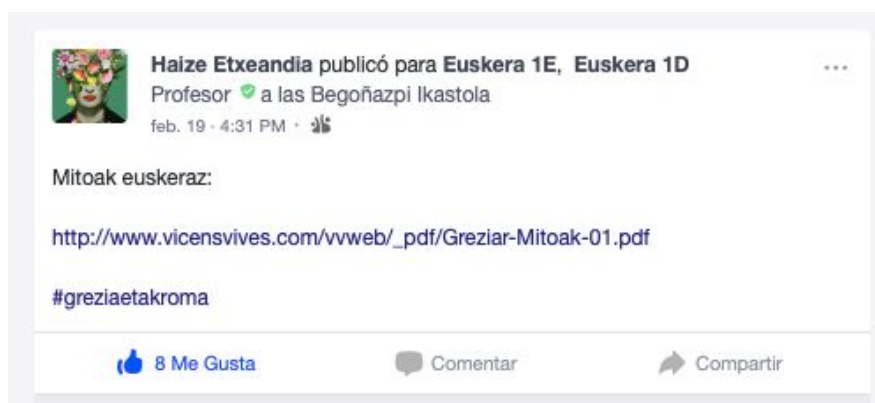 Haize Etxeandia publicó para Euskera 1E, Euskera 1D
Profesor a las Begoñazpi Ikastola
feb. 19 · 4:31 PM ·
Mitoak euskeraz:
http://www.vicensvives.com/vvweb/_pdf/Greziar-Mitoak-01.pdf
#greziaetakroma
8 Me Gusta Comentar Compartir